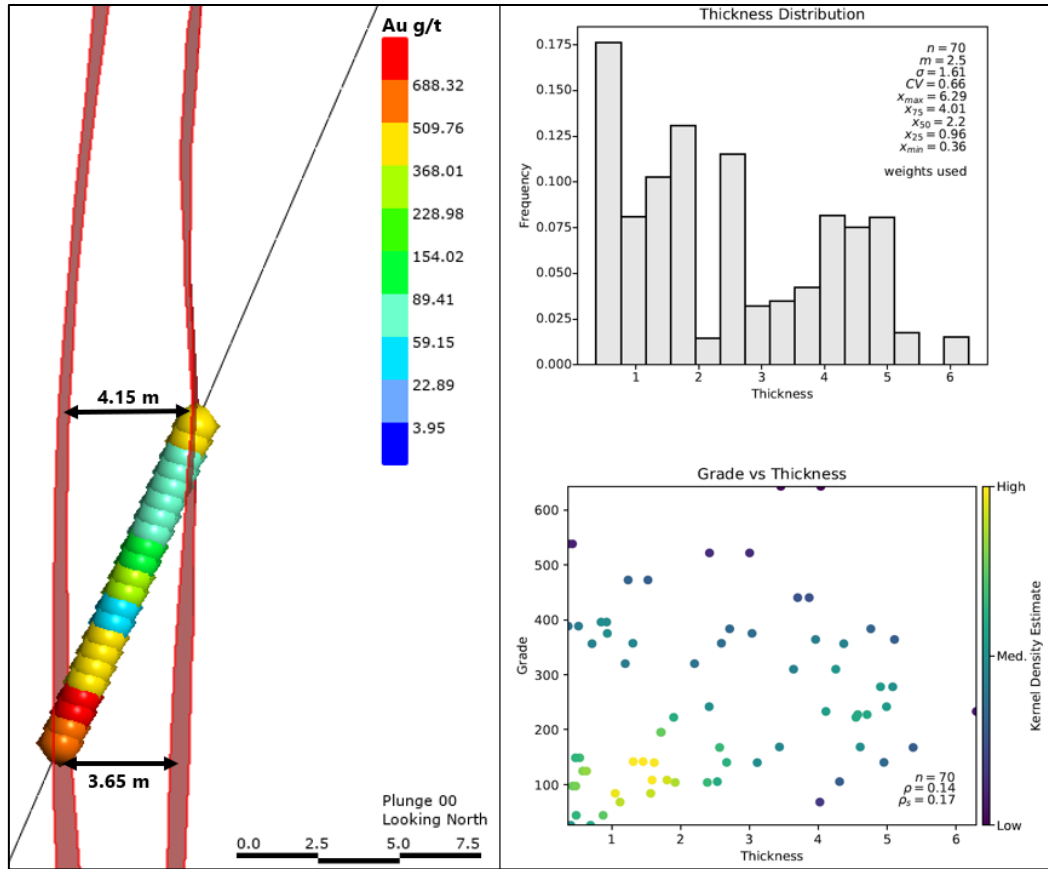 Au g/t
688.32
509.76
368.01
228.98
154.02
89.41
59.15
22.89
3.95
4.15 m
3.65 m
Plunge 00
Looking North
0.0 2.5 5.0 7.5
Thickness Distribution
n = 70
m = 2.5
σ = 1.61
CV = 0.66
xmax = 6.29
x75 = 4.01
x50 = 2.2
x25 = 0.96
xmin = 0.36
weights used
Frequency
0.175
0.150
0.125
0.100
0.075
0.050
0.025
0.000
1 2 3 4 5 6
Thickness
Grade vs Thickness
Grade
600
500
400
300
200
100
n = 70
ρ = 0.14
ρs = 0.17
1 2 3 4 5 6
Thickness
High
Med.
Low
Kernel Density Estimate